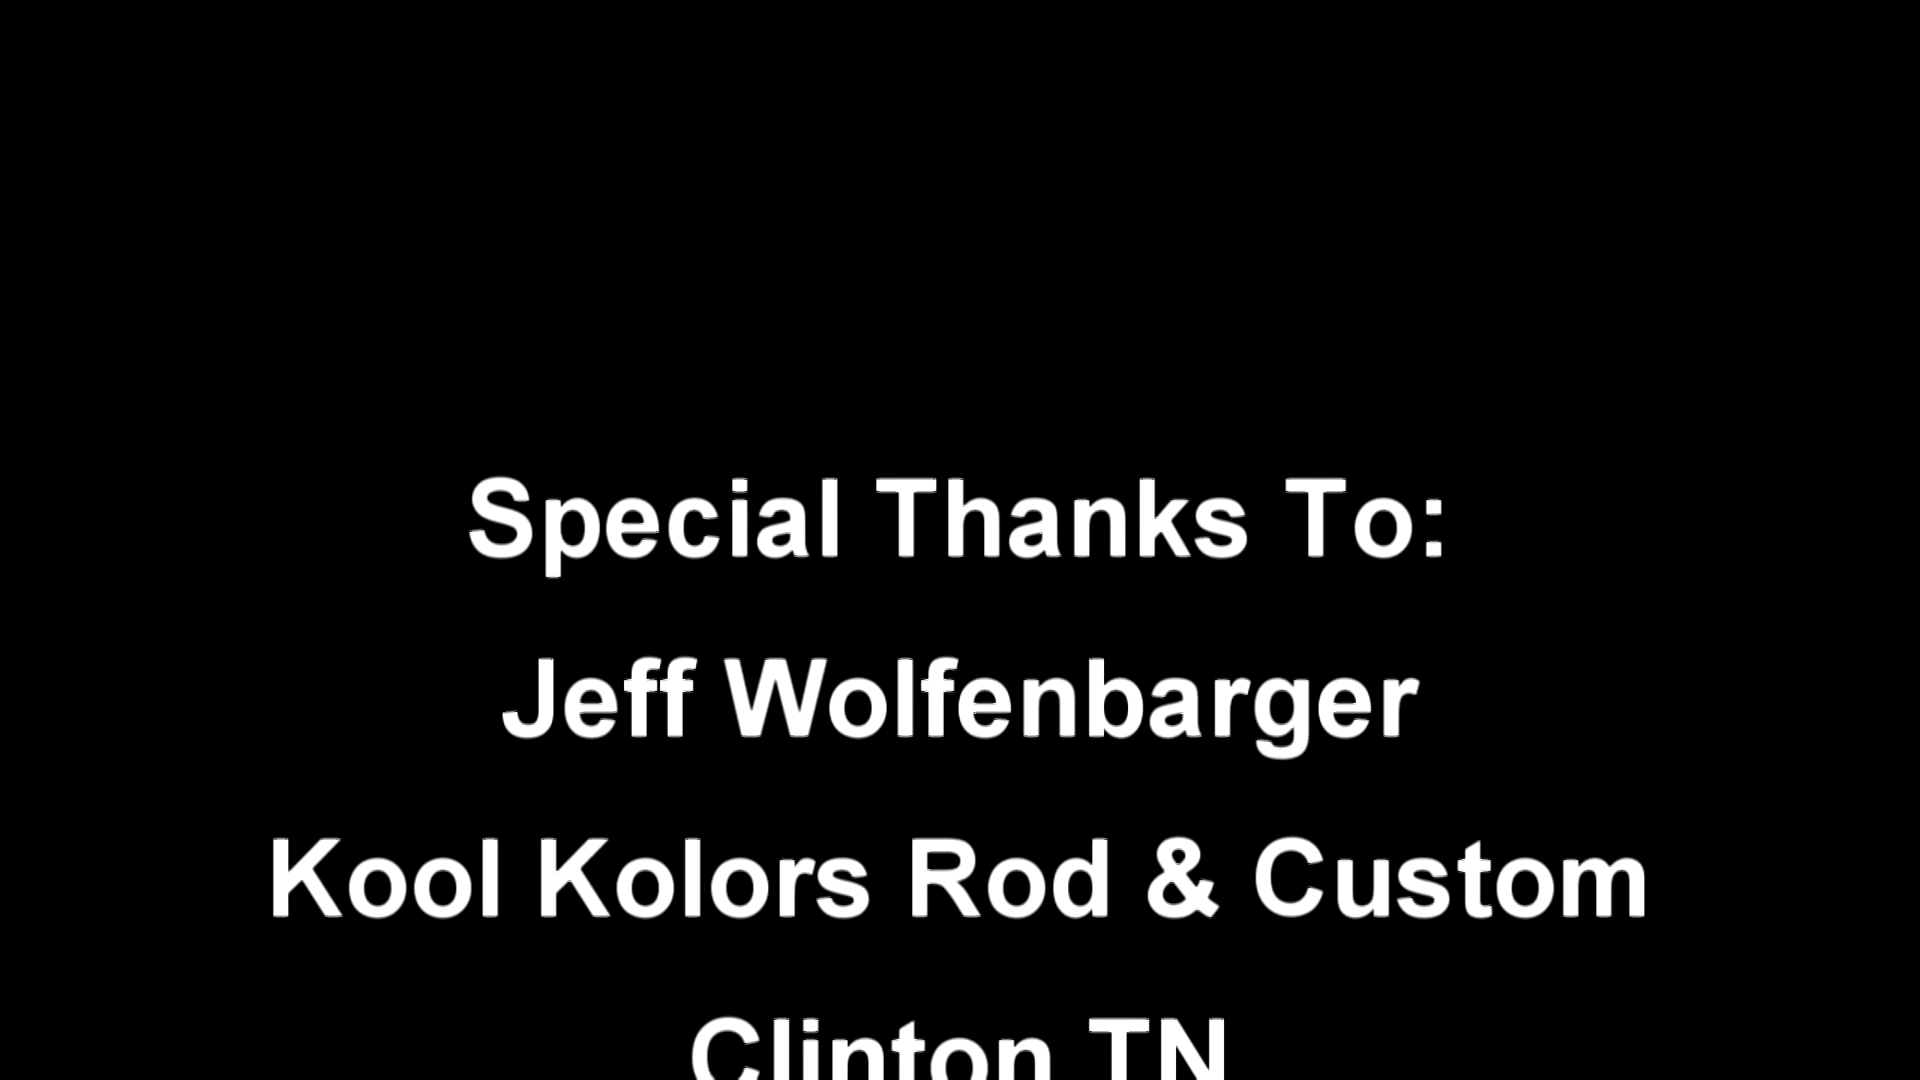 Special Thanks To:
Jeff Wolfenbarger
Kool Kolors Rod & Custom
Clinton TN